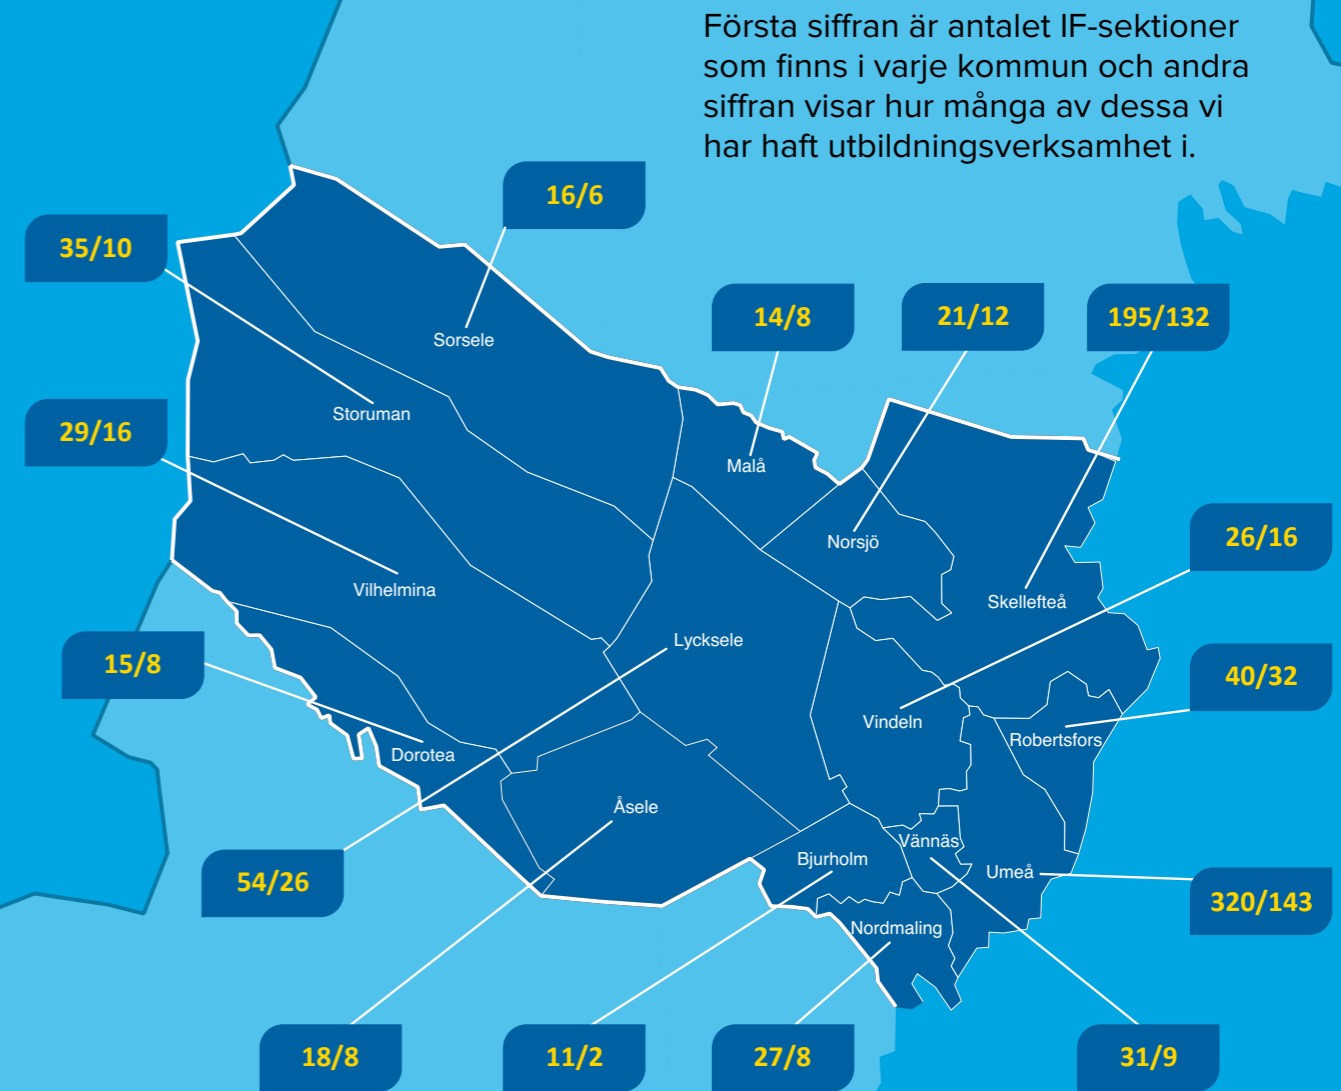 Första siffran är antalet IF-sektioner
som finns i varje kommun och andra
siffran visar hur många av dessa vi
har haft utbildningsverksamhet i.
16/6
35/10
14/8
21/12
195/132
Sorsele
Storuman
29/16
Malå
26/16
Norsjö
Vilhelmina
Skellefteå
Lycksele
15/8
40/32
Vindeln
Robertsfors
Dorotea
Åsele
Vännäs
Bjurholm
Umeå
54/26
320/143
Nordmaling
18/8
11/2
27/8
31/9